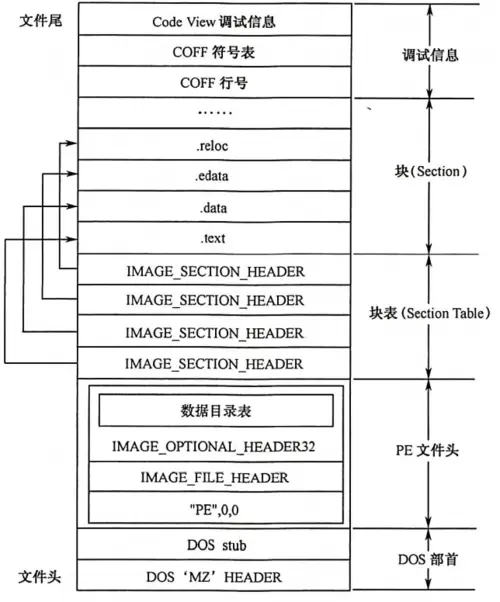 文件尾
Code View 调试信息
COFF 符号表
COFF 行号
调试信息
……
.reloc
.edata
.data
.text
块(Section)
IMAGE_SECTION_HEADER
IMAGE_SECTION_HEADER
IMAGE_SECTION_HEADER
IMAGE_SECTION_HEADER
块表(Section Table)
数据目录表
IMAGE_OPTIONAL_HEADER32
IMAGE_FILE_HEADER
"PE",0,0
PE 文件头
DOS stub
DOS 'MZ' HEADER
DOS 部首
文件头